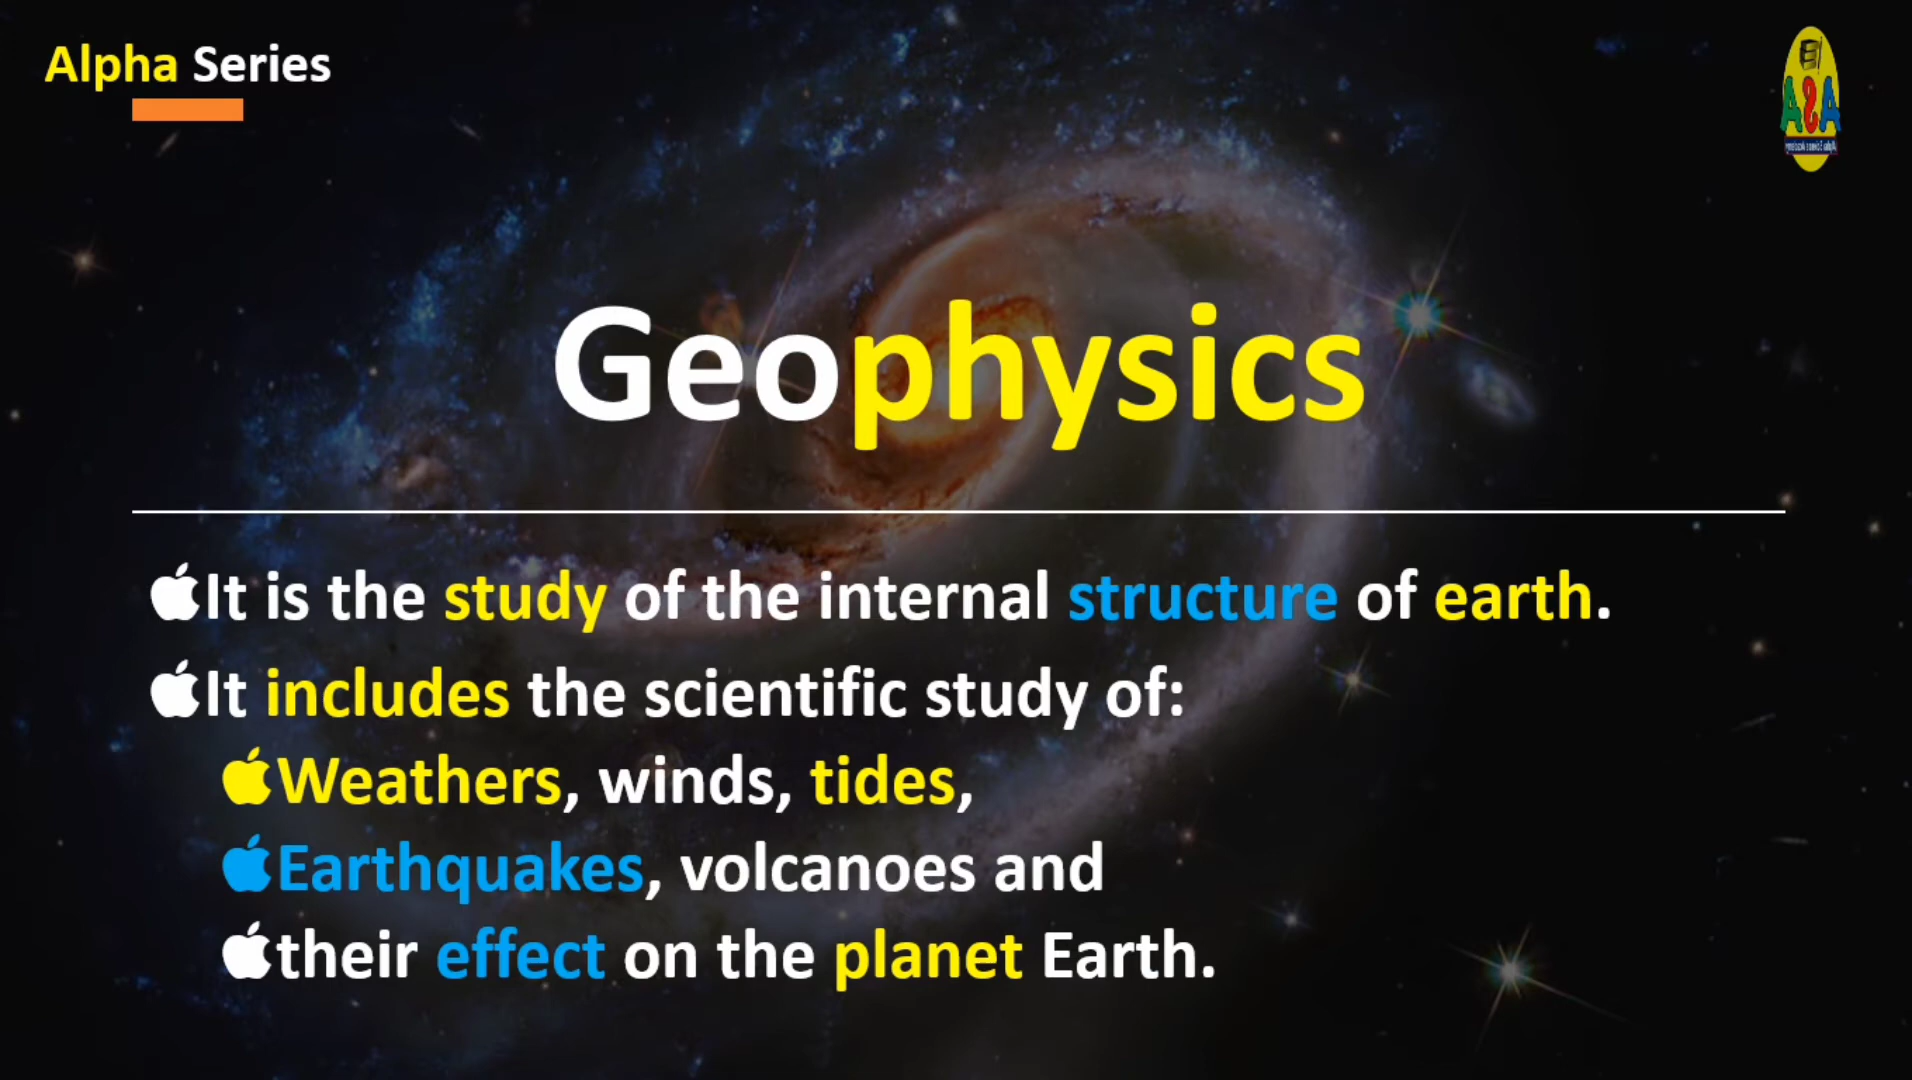 Alpha Series
ASA
Geophysics
It is the study of the internal structure of earth.
It includes the scientific study of:
Weathers, winds, tides,
Earthquakes, volcanoes and
their effect on the planet Earth.